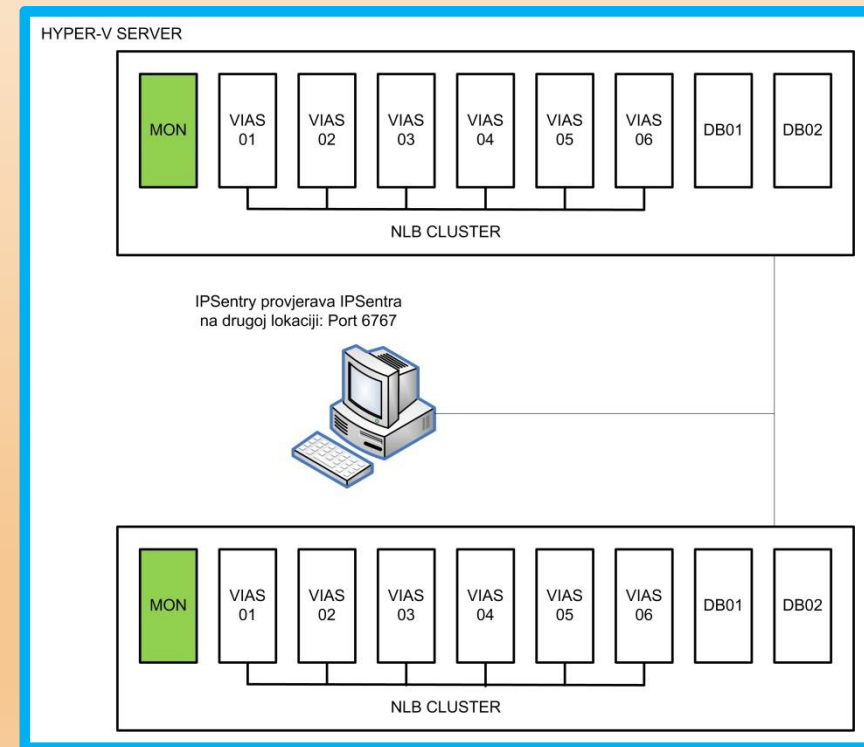 HYPER-V SERVER
MON
VIAS
01
VIAS
02
VIAS
03
VIAS
04
VIAS
05
VIAS
06
DB01
DB02
NLB CLUSTER
IPSentry provjerava IPSentra
na drugoj lokaciji: Port 6767
MON
VIAS
01
VIAS
02
VIAS
03
VIAS
04
VIAS
05
VIAS
06
DB01
DB02
NLB CLUSTER